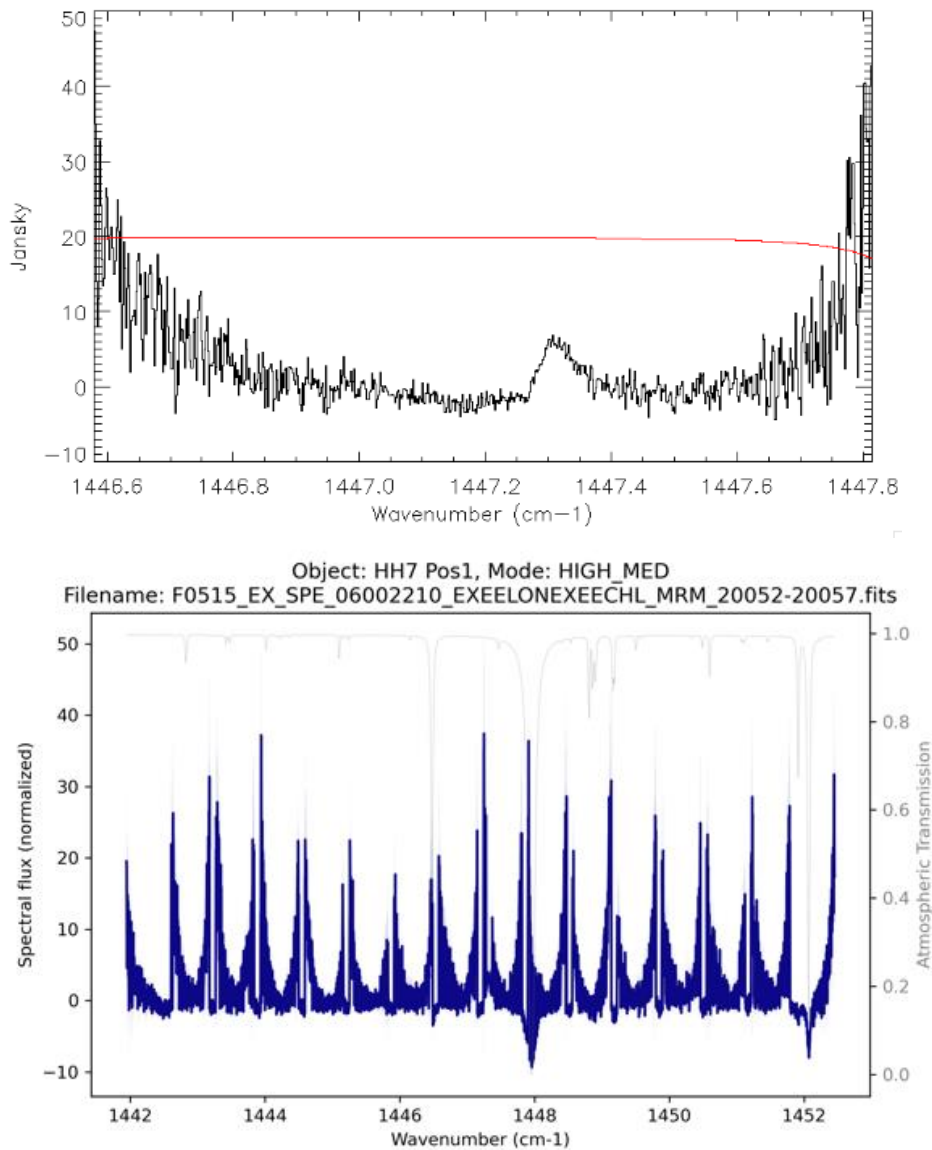 50
40
30
20
10
0
−10
Jansky
1446.6 1446.8 1447.0 1447.2 1447.4 1447.6 1447.8
Wavenumber (cm−1)
Object: HH7 Pos1, Mode: HIGH_MED
Filename: F0515_EX_SPE_06002210_EXEELONEXEECHL_MRM_20052-20057.fits
50
40
30
20
10
0
−10
Spectral flux (normalized)
1.0
0.8
0.6
0.4
0.2
0.0
Atmospheric Transmission
1442 1444 1446 1448 1450 1452
Wavenumber (cm-1)